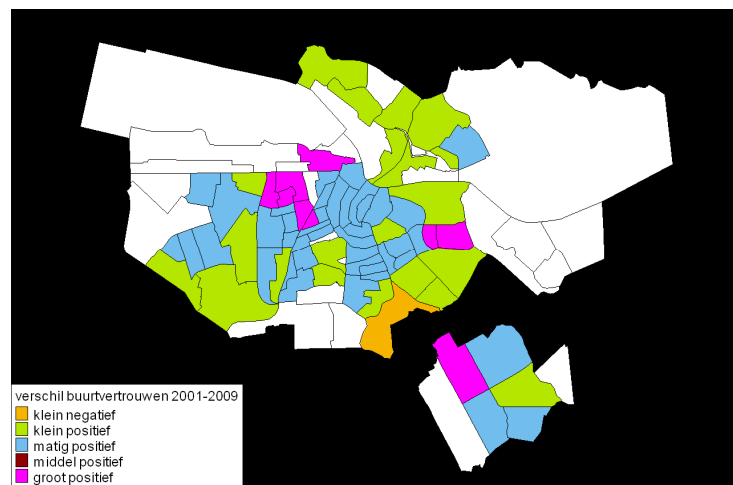 verschil buurtvertrouwen 2001-2009
klein negatief
klein positief
matig positief
middel positief
groot positief